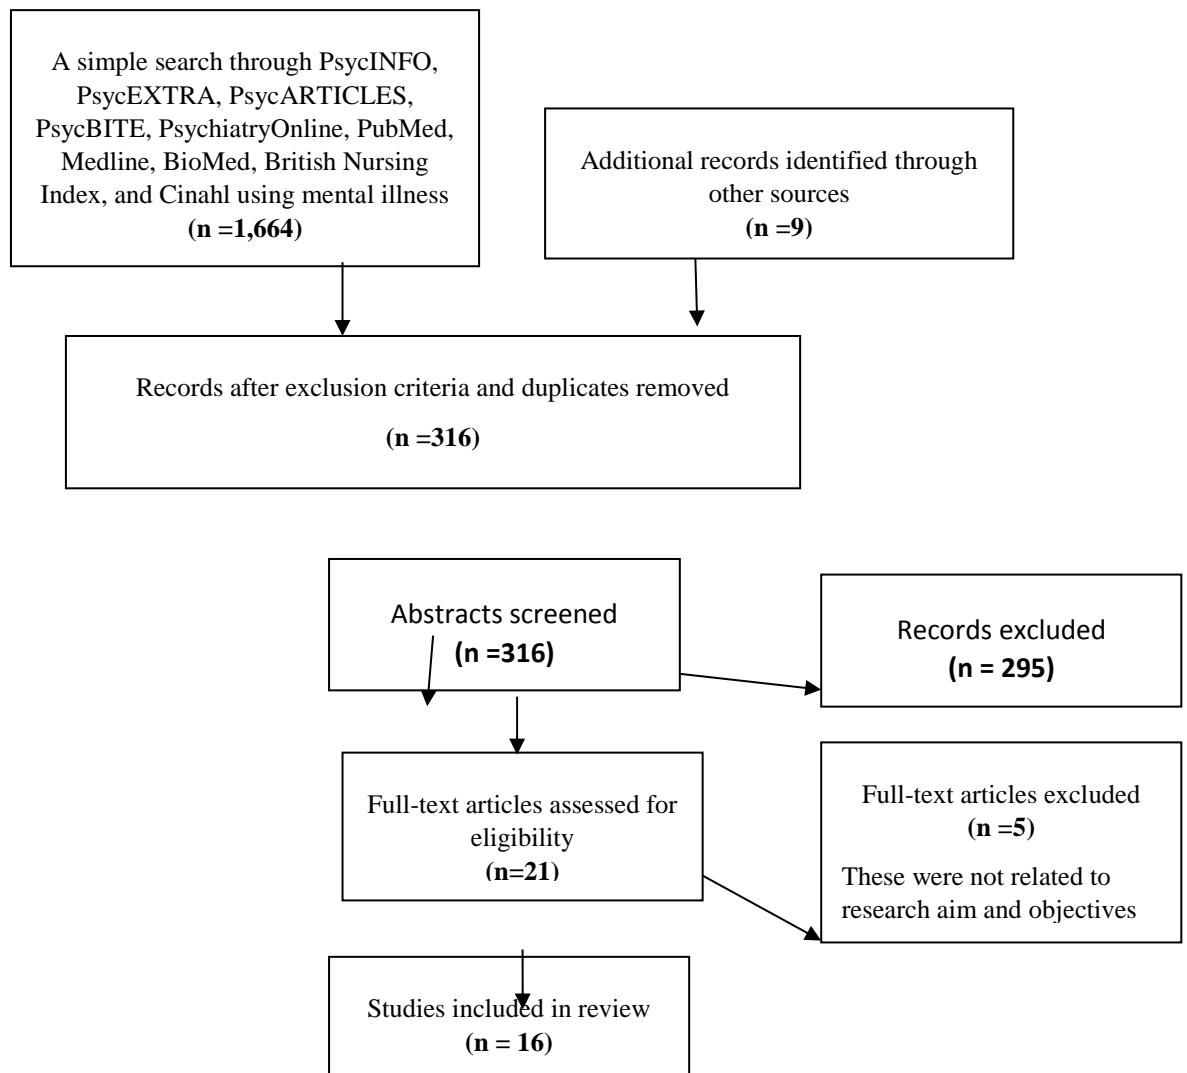 A simple search through PsycINFO,
PsycEXTRA, PsycARTICLES,
PsycBITE, PsychiatryOnline, PubMed,
Medline, BioMed, British Nursing
Index, and Cinahl using mental illness
(n =1,664)
Additional records identified through
other sources
(n =9)
Records after exclusion criteria and duplicates removed
(n =316)
Abstracts screened
(n =316)
Records excluded
(n = 295)
Full-text articles assessed for
eligibility
(n=21)
Full-text articles excluded
(n =5)
These were not related to
research aim and objectives
Studies included in review
(n = 16)